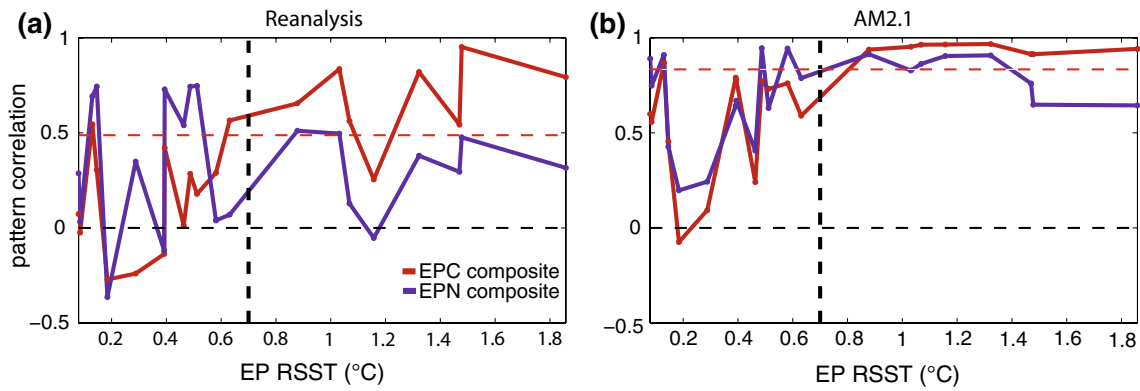 (a)
Reanalysis
pattern correlation
1
0.5
0
−0.5
EPC composite
EPN composite
0.2 0.4 0.6 0.8 1 1.2 1.4 1.6 1.8
EP RSST (°C)
(b)
AM2.1
1
0.5
0
−0.5
0.2 0.4 0.6 0.8 1 1.2 1.4 1.6 1.8
EP RSST (°C)